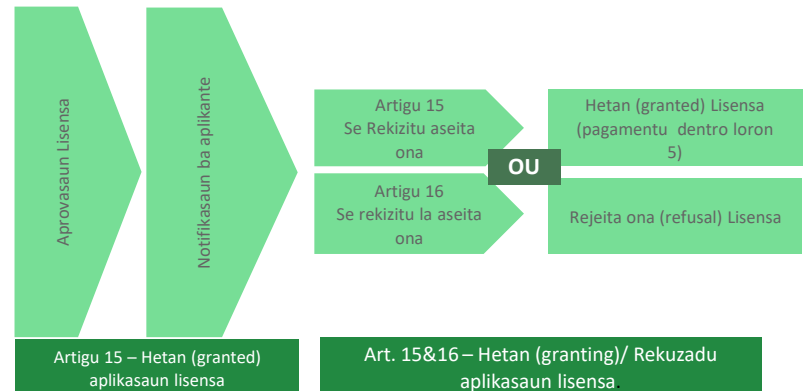 Aprovasaun Lisensa
Notifikasaun ba aplikante
Artigu 15
Se Rekizitu aseita
ona
Hetan (granted) Lisensa
(pagamentu dentro loron
5)
OU
Artigu 16
Se rekizitu la aseita
ona
Rejeita ona (refusal) Lisensa
Artigu 15 – Hetan (granted)
aplikasaun lisensa
Art. 15&16 – Hetan (granting)/ Rekuzadu
aplikasaun lisensa.